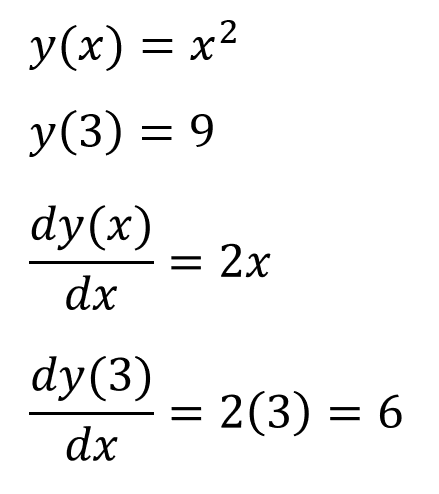 y(x) = x²
y(3) = 9
dy(x)/dx = 2x
dy(3)/dx = 2(3) = 6